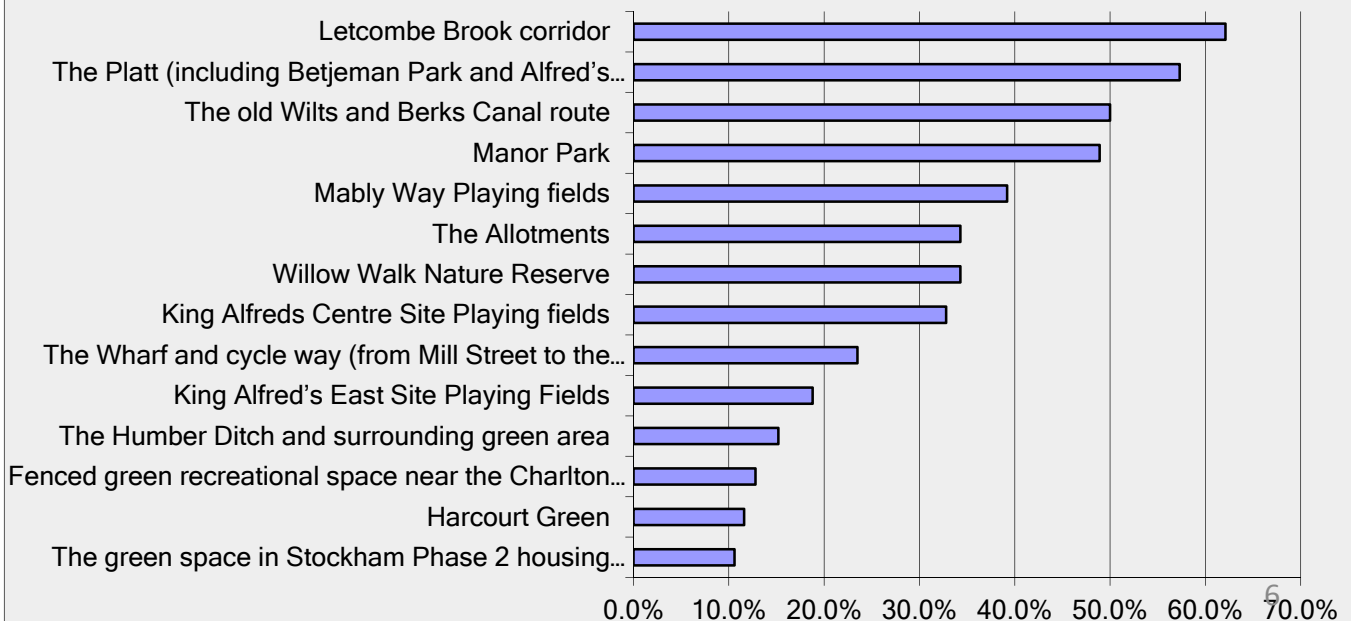 Letcombe Brook corridor
The Platt (including Betjeman Park and Alfred’s…
The old Wilts and Berks Canal route
Manor Park
Mably Way Playing fields
The Allotments
Willow Walk Nature Reserve
King Alfreds Centre Site Playing fields
The Wharf and cycle way (from Mill Street to the…
King Alfred’s East Site Playing Fields
The Humber Ditch and surrounding green area
Fenced green recreational space near the Charlton…
Harcourt Green
The green space in Stockham Phase 2 housing…
0.0% 10.0% 20.0% 30.0% 40.0% 50.0% 60.0% 70.0%
6